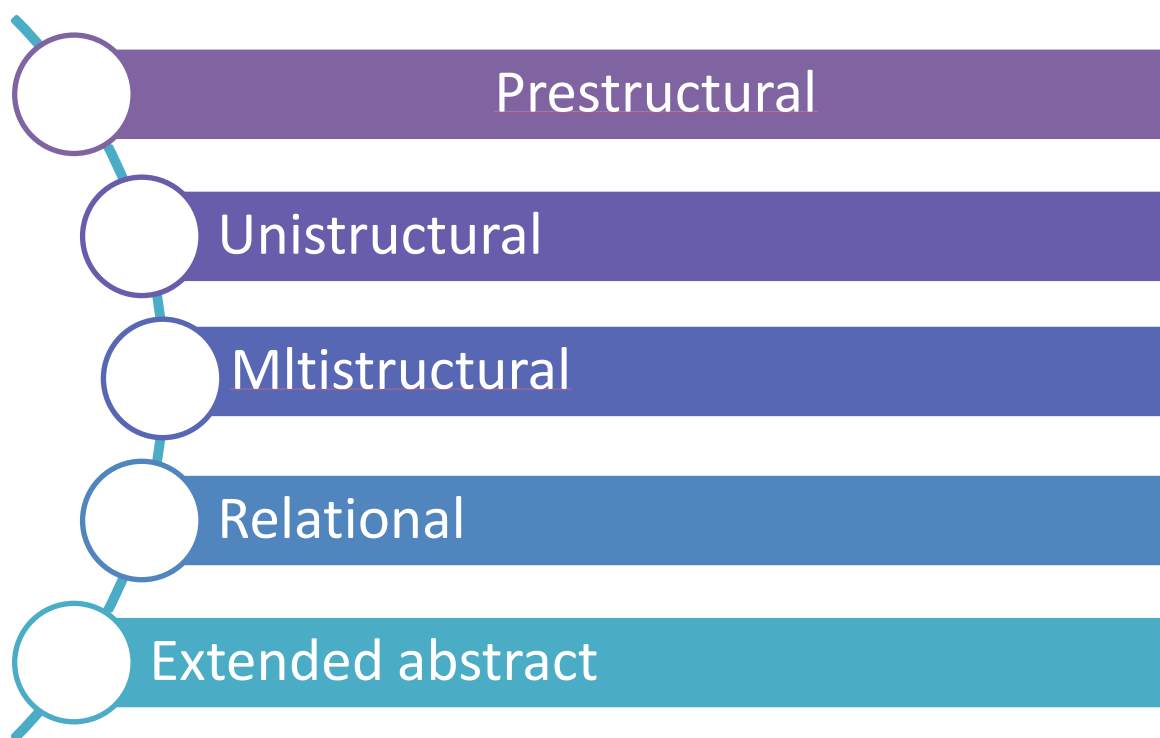 Prestructural
Unistructural
Mltistructural
Relational
Extended abstract